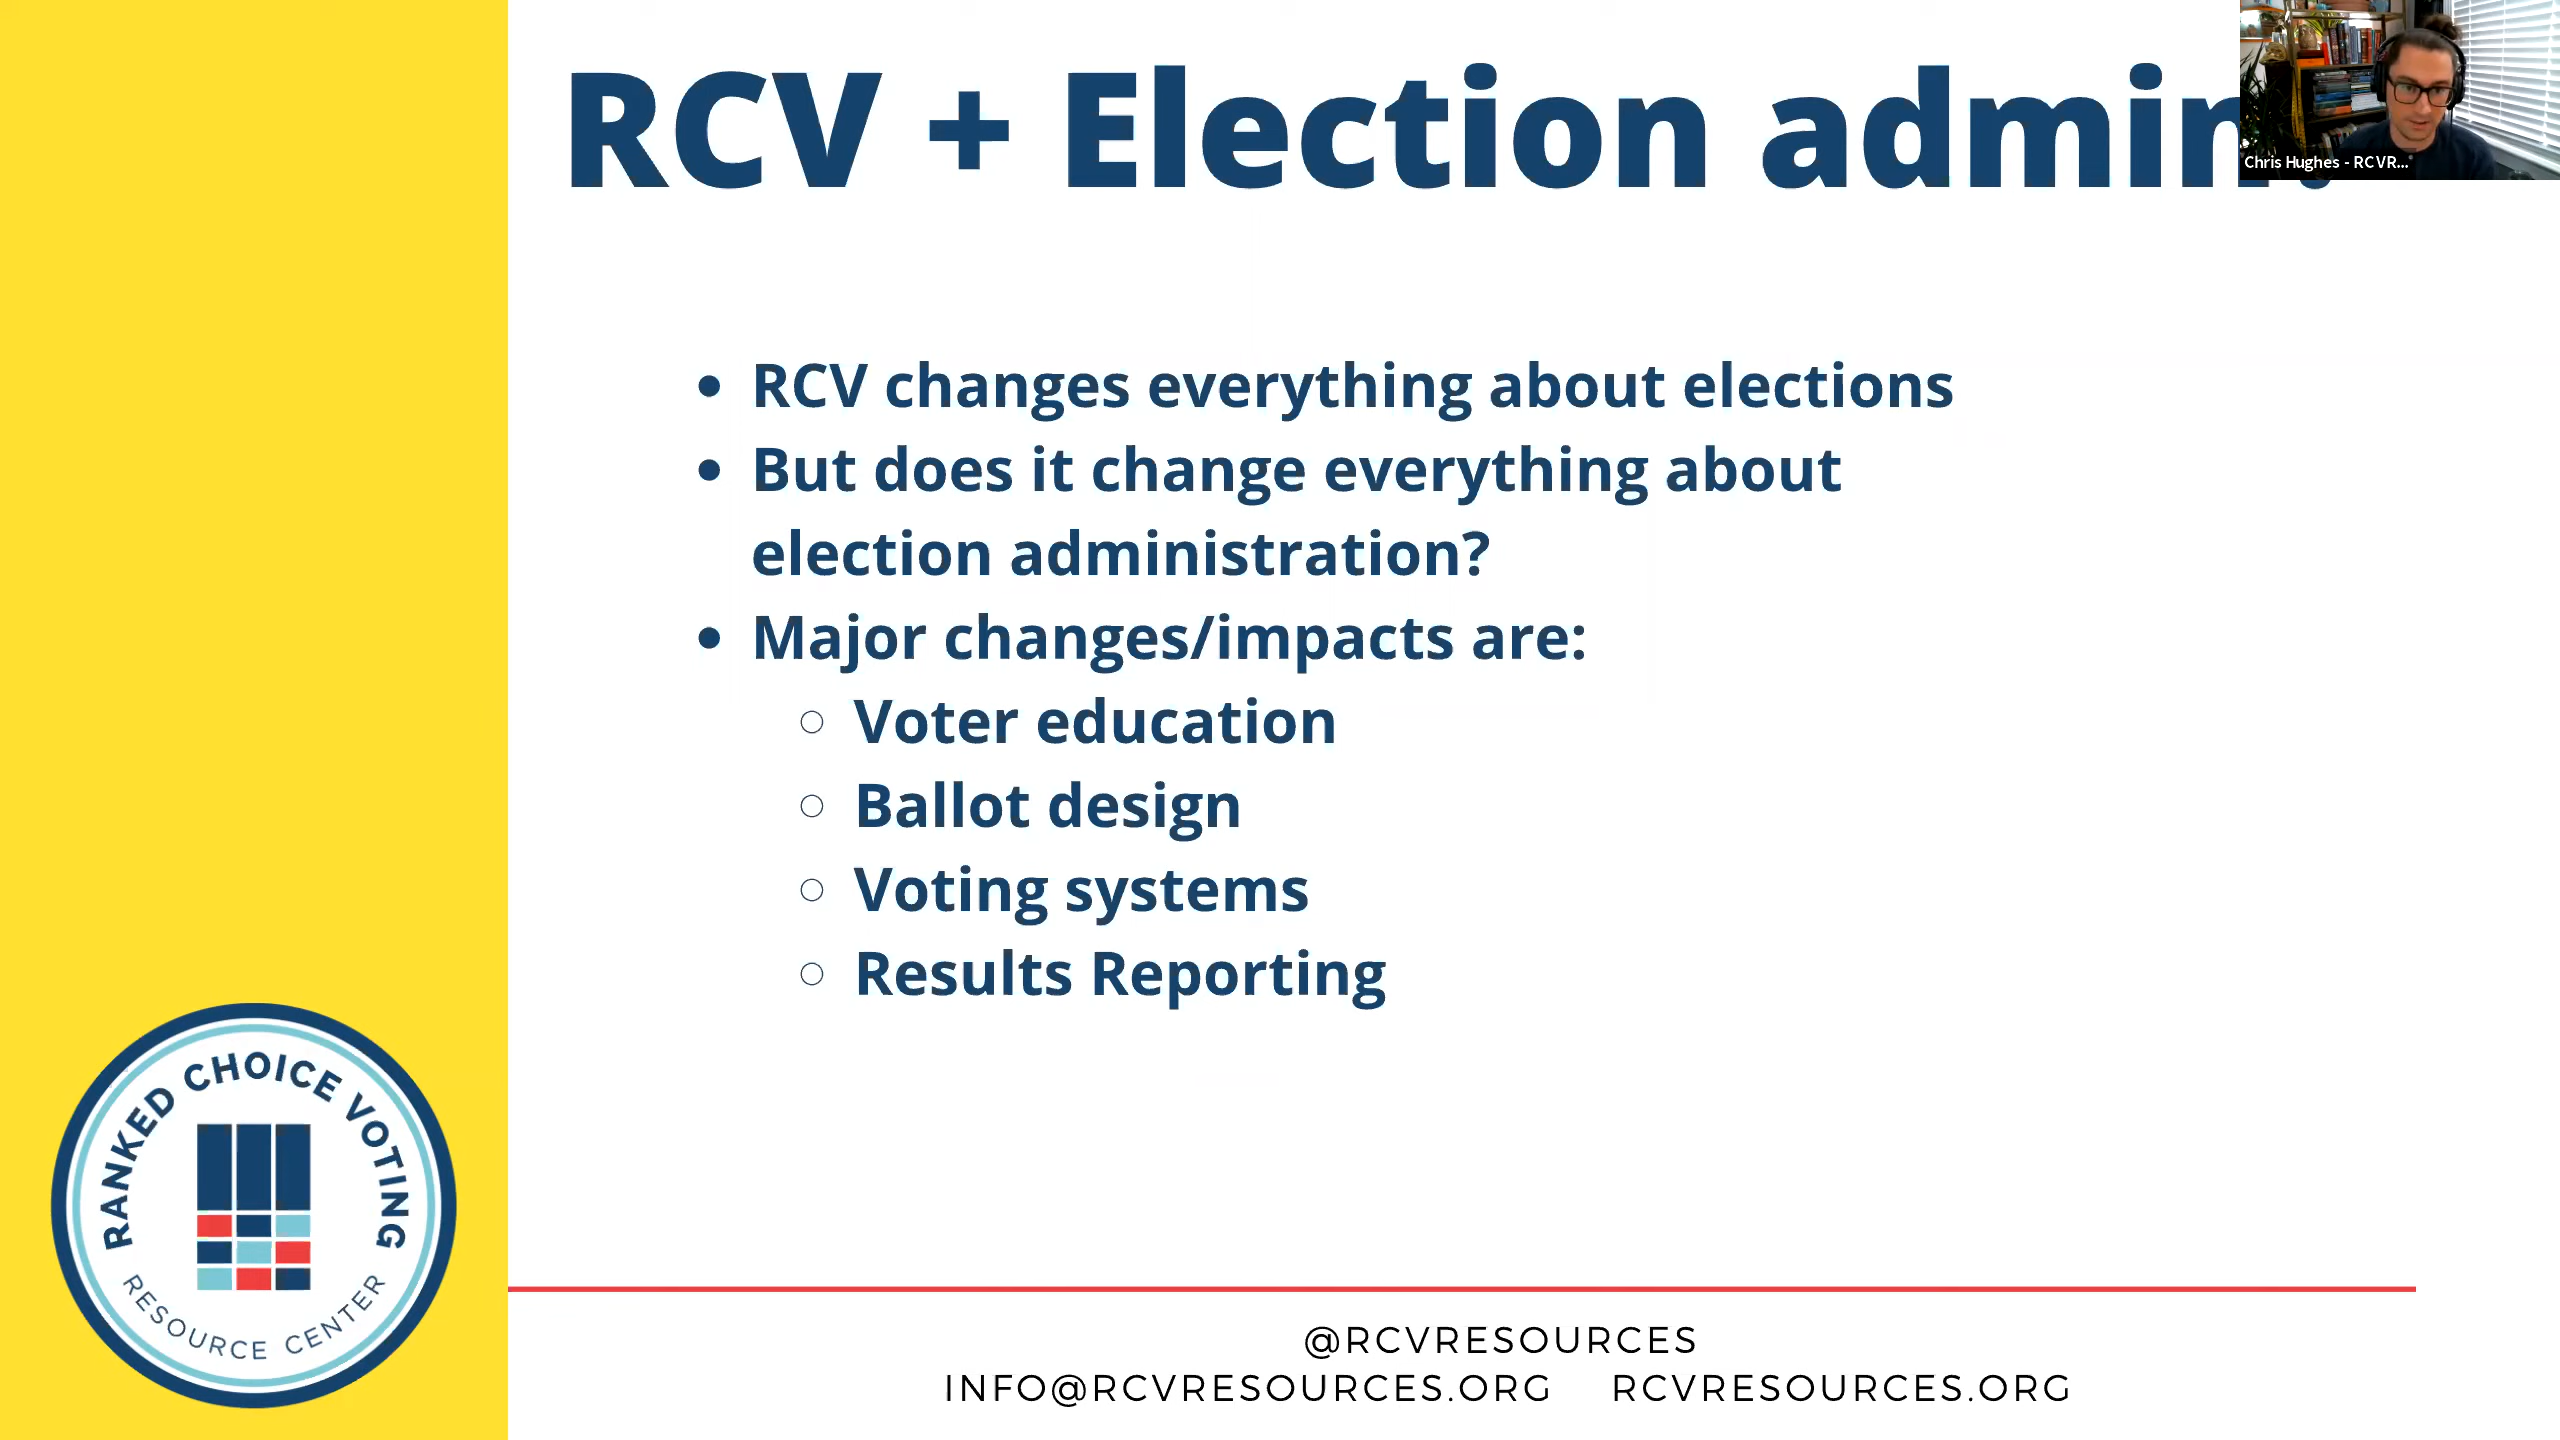 RCV + Election admin.
Chris Hughes - RCVR...
RCV changes everything about elections
But does it change everything about
election administration?
Major changes/impacts are:
Voter education
Ballot design
Voting systems
Results Reporting
RANKED CHOICE VOTING
RESOURCE CENTER
@RCVRESOURCES
INFO@RCVRESOURCES.ORG RCVRESOURCES.ORG